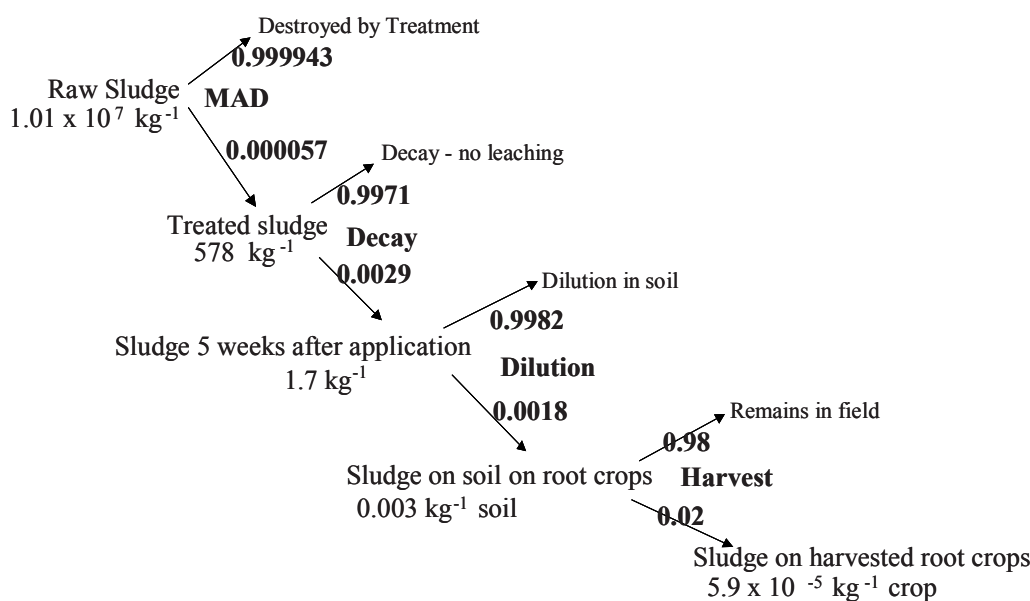 Destroyed by Treatment
0.999943
Raw Sludge
MAD
1.01 x 10⁷ kg⁻¹
0.000057
Decay - no leaching
0.9971
Treated sludge
Decay
578 kg⁻¹
0.0029
Dilution in soil
0.9982
Sludge 5 weeks after application
Dilution
1.7 kg⁻¹
0.0018
Remains in field
0.98
Sludge on soil on root crops
Harvest
0.003 kg⁻¹ soil
0.02
Sludge on harvested root crops
5.9 x 10⁻⁵ kg⁻¹ crop